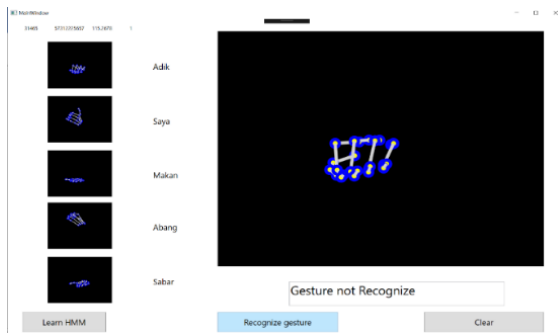 MainWindow
Adik
Saya
Makan
Abang
Sabar
Gesture not Recognize
Learn HMM
Recognize gesture
Clear